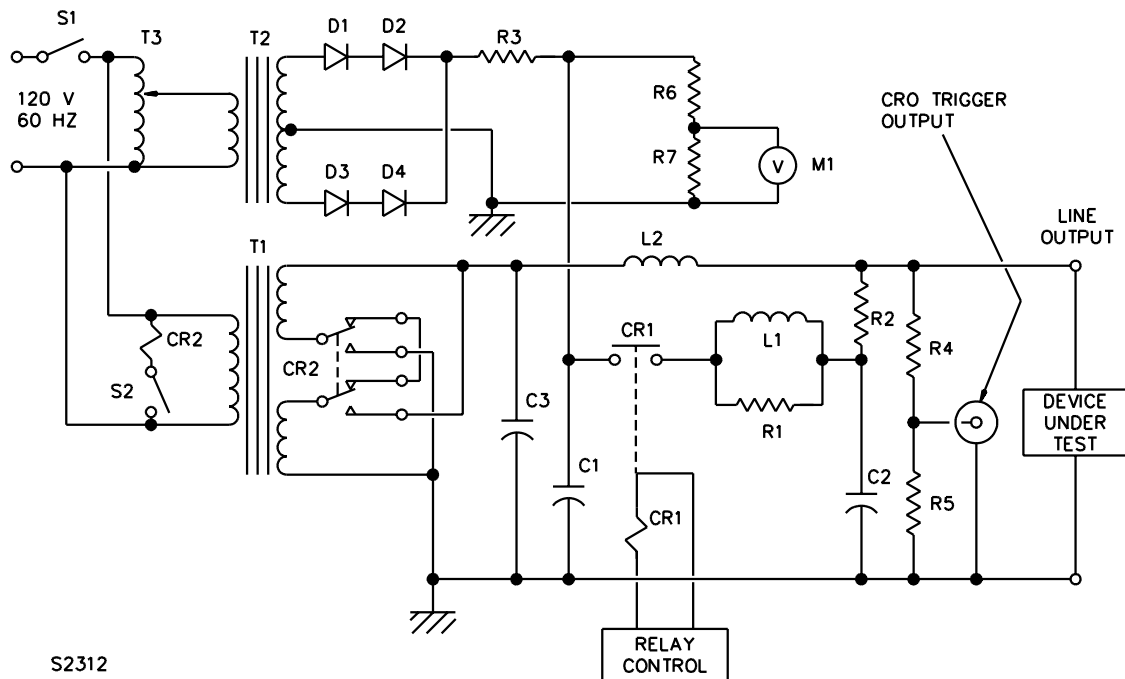 S1
T3
T2
D1
D2
R3
120 V
60 HZ
R6
CRO TRIGGER
OUTPUT
R7
V
M1
D3
D4
LINE
OUTPUT
T1
L2
CR2
S2
CR2
CR1
L1
R2
R4
R1
C3
C1
C2
R5
DEVICE
UNDER
TEST
CR1
RELAY
CONTROL
S2312